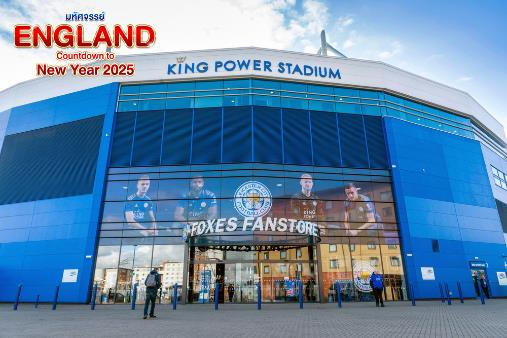 มหัศจรรย์
ENGLAND
Countdown to
New Year 2025
KING POWER STADIUM
FOXES FANSTORE